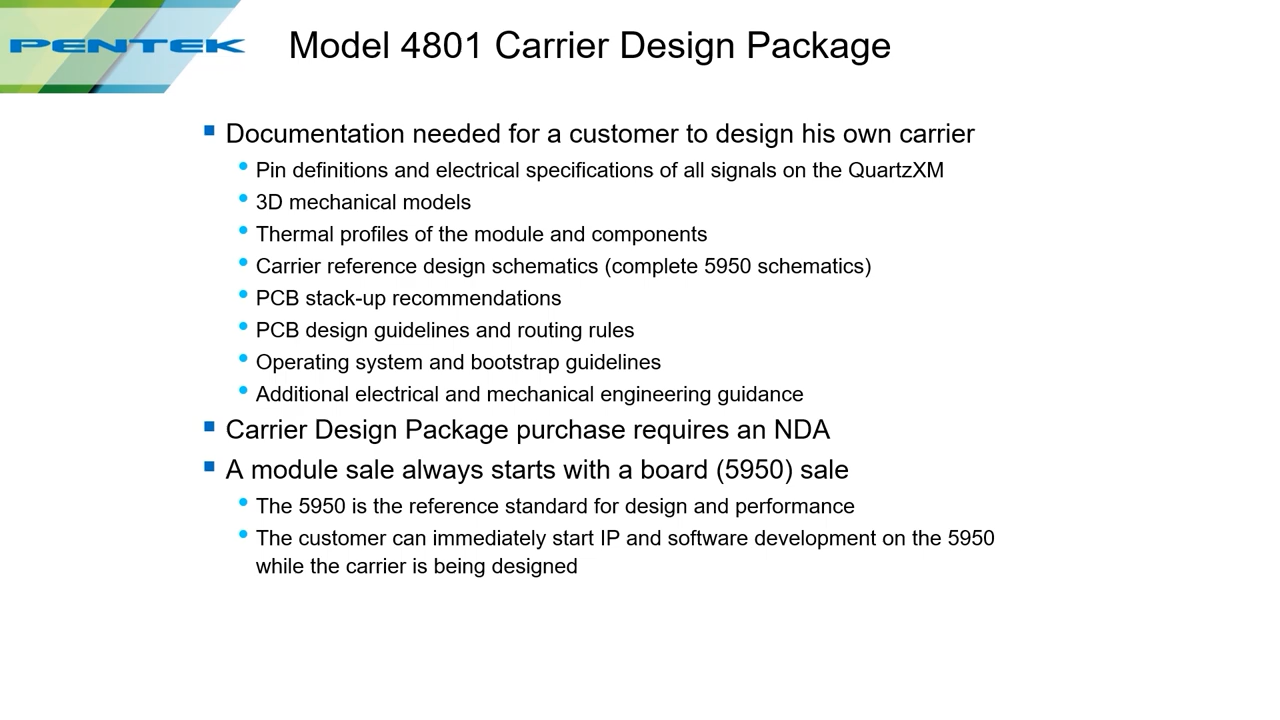 PENTEK
Model 4801 Carrier Design Package
Documentation needed for a customer to design his own carrier
Pin definitions and electrical specifications of all signals on the QuartzXM
3D mechanical models
Thermal profiles of the module and components
Carrier reference design schematics (complete 5950 schematics)
PCB stack-up recommendations
PCB design guidelines and routing rules
Operating system and bootstrap guidelines
Additional electrical and mechanical engineering guidance
Carrier Design Package purchase requires an NDA
A module sale always starts with a board (5950) sale
The 5950 is the reference standard for design and performance
The customer can immediately start IP and software development on the 5950
while the carrier is being designed